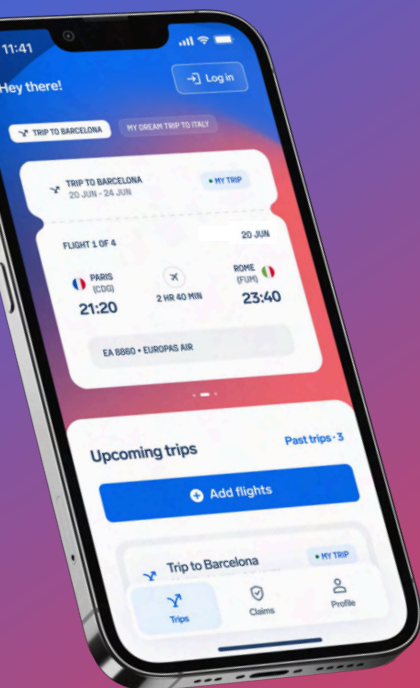 11:41
Hey there!
Log in
TRIP TO BARCELONA
MY DREAM TRIP TO ITALY
TRIP TO BARCELONA
20 JUN - 24 JUN
• MY TRIP
FLIGHT 1 OF 4
20 JUN
PARIS
(CDG)
21:20
2 HR 40 MIN
ROME
(FUM)
23:40
EA 8860 • EUROPAS AIR
Upcoming trips
Past trips · 3
Add flights
Trip to Barcelona
• MY TRIP
Trips
Claims
Profile